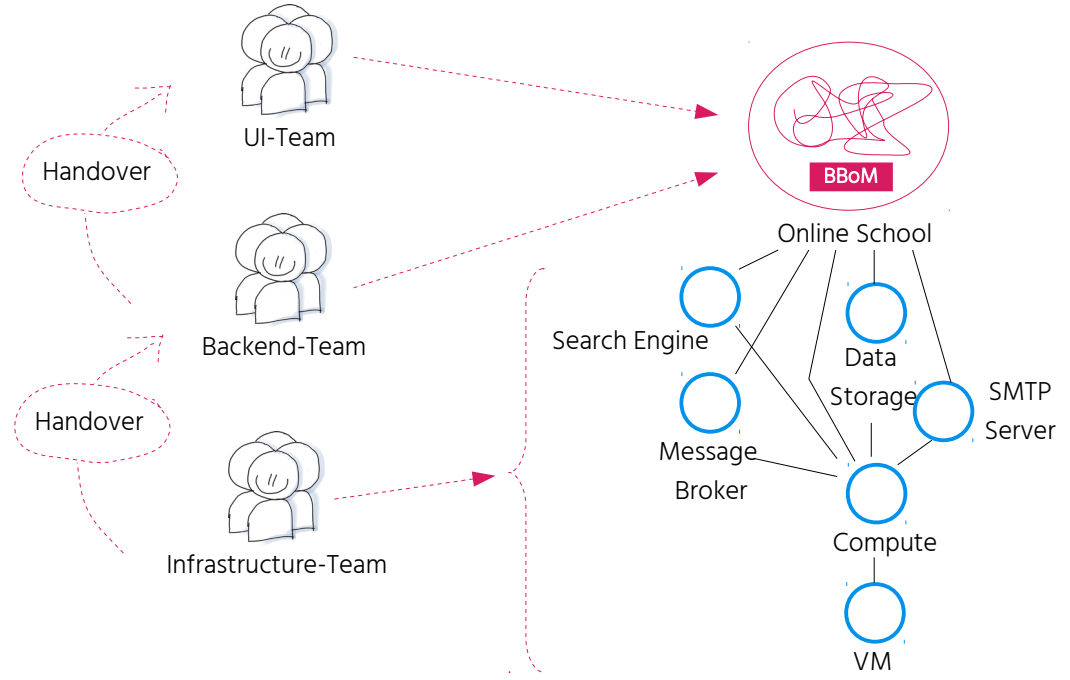 UI-Team
Handover
BBoM
Online School
Backend-Team
Search Engine
Data
Storage
SMTP
Server
Handover
Message
Broker
Infrastructure-Team
Compute
VM